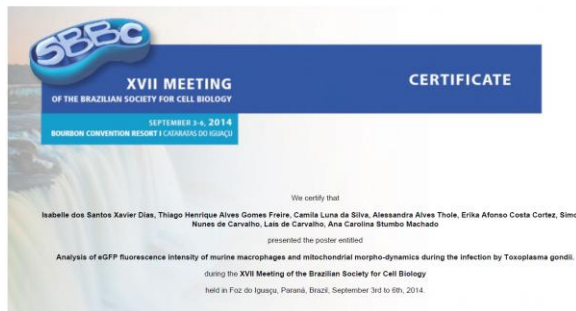 SBBC
XVII MEETING
CERTIFICATE
OF THE BRAZILIAN SOCIETY FOR CELL BIOLOGY
SEPTEMBER 3-6, 2014
BOURBON CONVENTION RESORT I CATARATAS DO IGUAÇU
We certify that
Isabelle dos Santos Xavier Dias, Thiago Henrique Alves Gomes Freire, Camila Luna da Silva, Alessandra Alves Thole, Erika Afonso Costa Cortez,
Nunes de Carvalho, Lais de Carvalho, Ana Carolina Stumbo Machado
presented the poster entitled
Analysis of eGFP fluorescence intensity of murine macrophages and mitochondrial morpho-dynamics during the infection by Toxoplasma gondii.
during the XVII Meeting of the Brazilian Society for Cell Biology
held in Foz do Iguaçu, Paraná, Brazil, September 3rd to 6th, 2014.